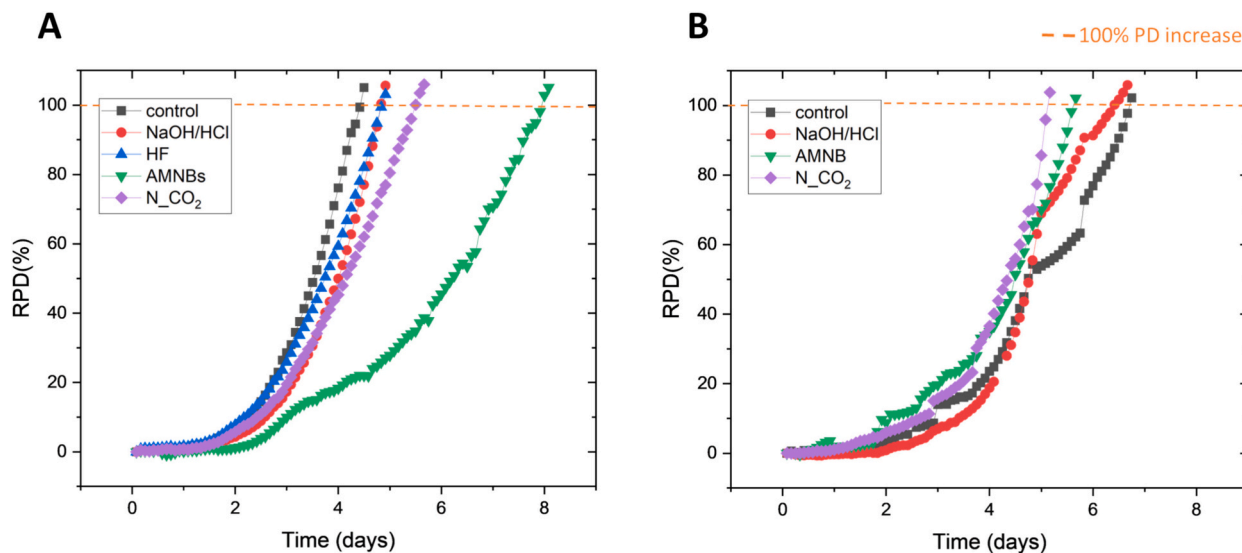 A
B
100% PD increase
control
NaOH/HCl
HF
AMNBs
N_CO₂
100
80
60
40
20
0
RPD(%)
0 2 4 6 8
Time (days)
control
NaOH/HCl
AMNB
N_CO₂
100
80
60
40
20
0
RPD(%)
0 2 4 6 8
Time (days)